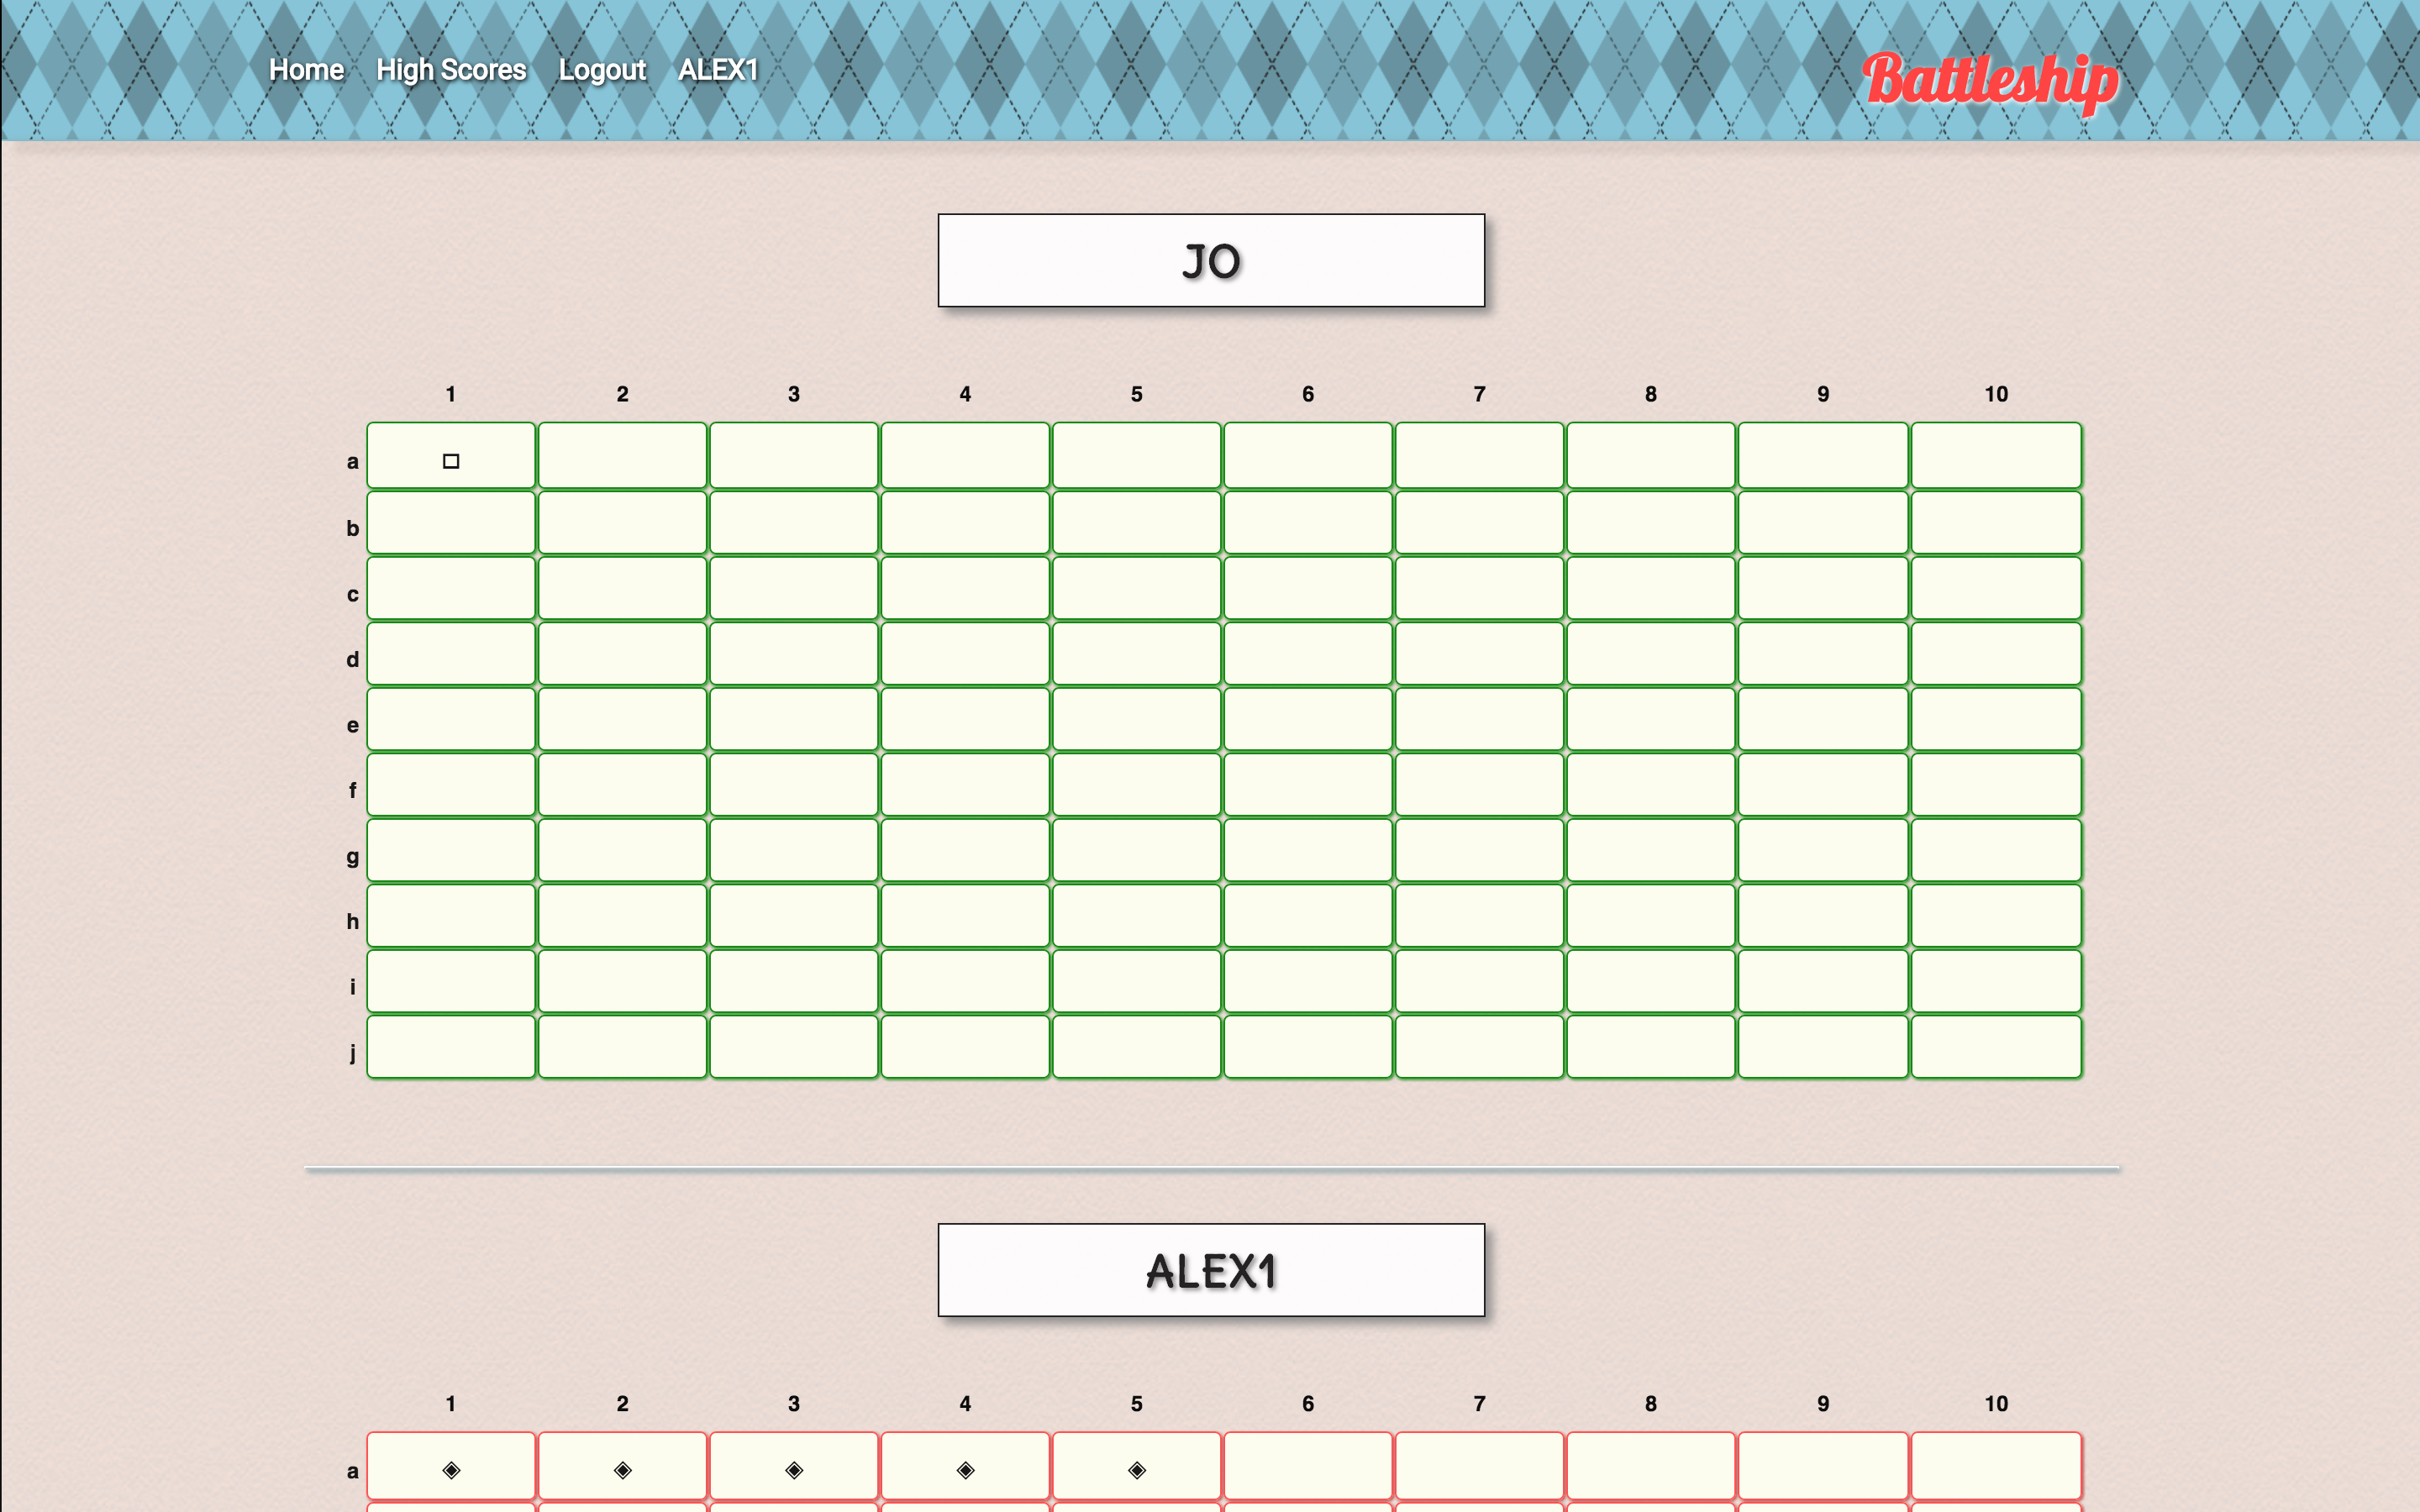 Home High Scores Logout ALEX1 Battleship
JO
1 2 3 4 5 6 7 8 9 10
a □
b
c
d
e
f
g
h
i
j
ALEX1
1 2 3 4 5 6 7 8 9 10
a ◈ ◈ ◈ ◈ ◈